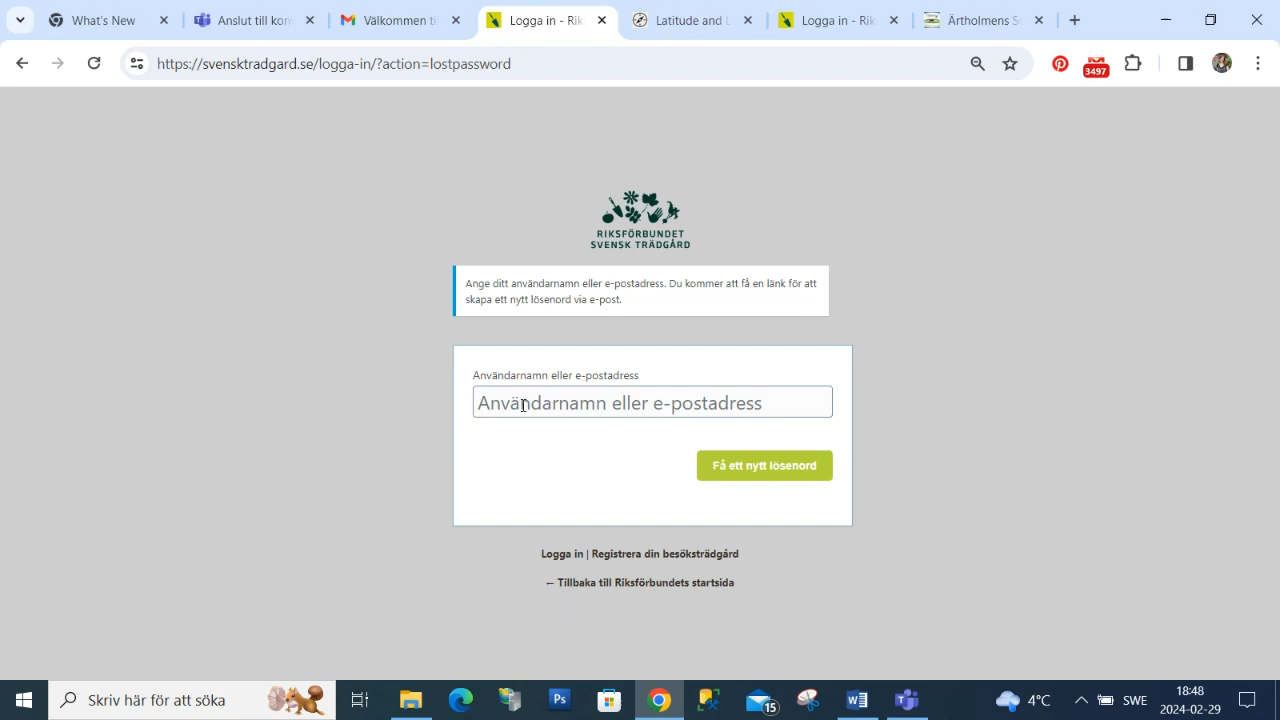 What's New
Anslut till kon
Välkommen ti
Logga in - Rik
Latitude and L
Logga in - Rik
Ärtholmens S
https://svensktradgard.se/logga-in/?action=lostpassword
3497
RIKSFÖRBUNDET
SVENSK TRÄDGÅRD
Ange ditt användarnamn eller e-postadress. Du kommer att få en länk för att
skapa ett nytt lösenord via e-post.
Användarnamn eller e-postadress
Användarnamn eller e-postadress
Få ett nytt lösenord
Logga in | Registrera din besöksträdgård
← Tillbaka till Riksförbundets startsida
Skriv här för att söka
Ps
15
4°C
SWE
18:48
2024-02-29